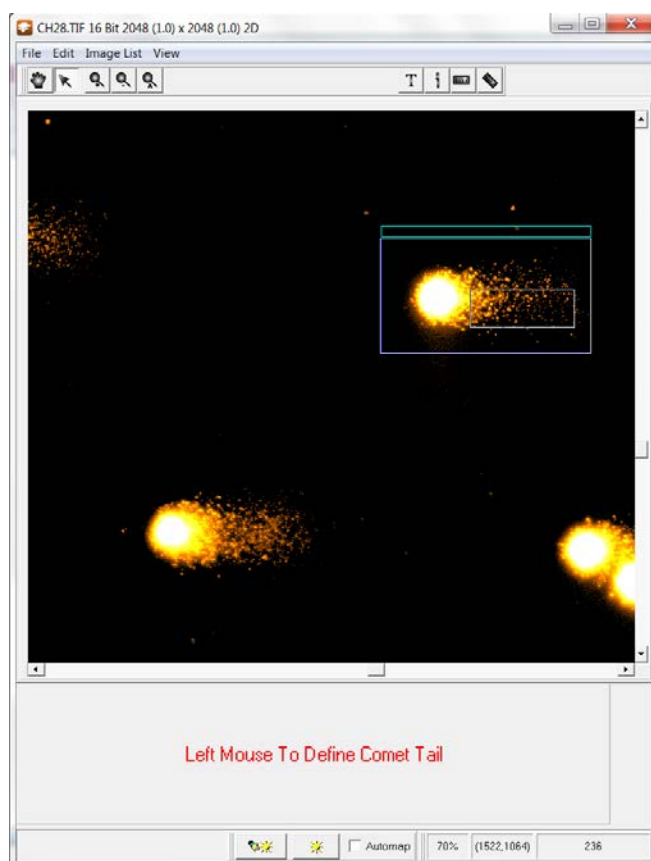 CH28.TIF 16 Bit 2048 (1.0) x 2048 (1.0) 2D
File Edit Image List View
T i
Left Mouse To Define Comet Tail
Automap 70% (1522,1064) 236